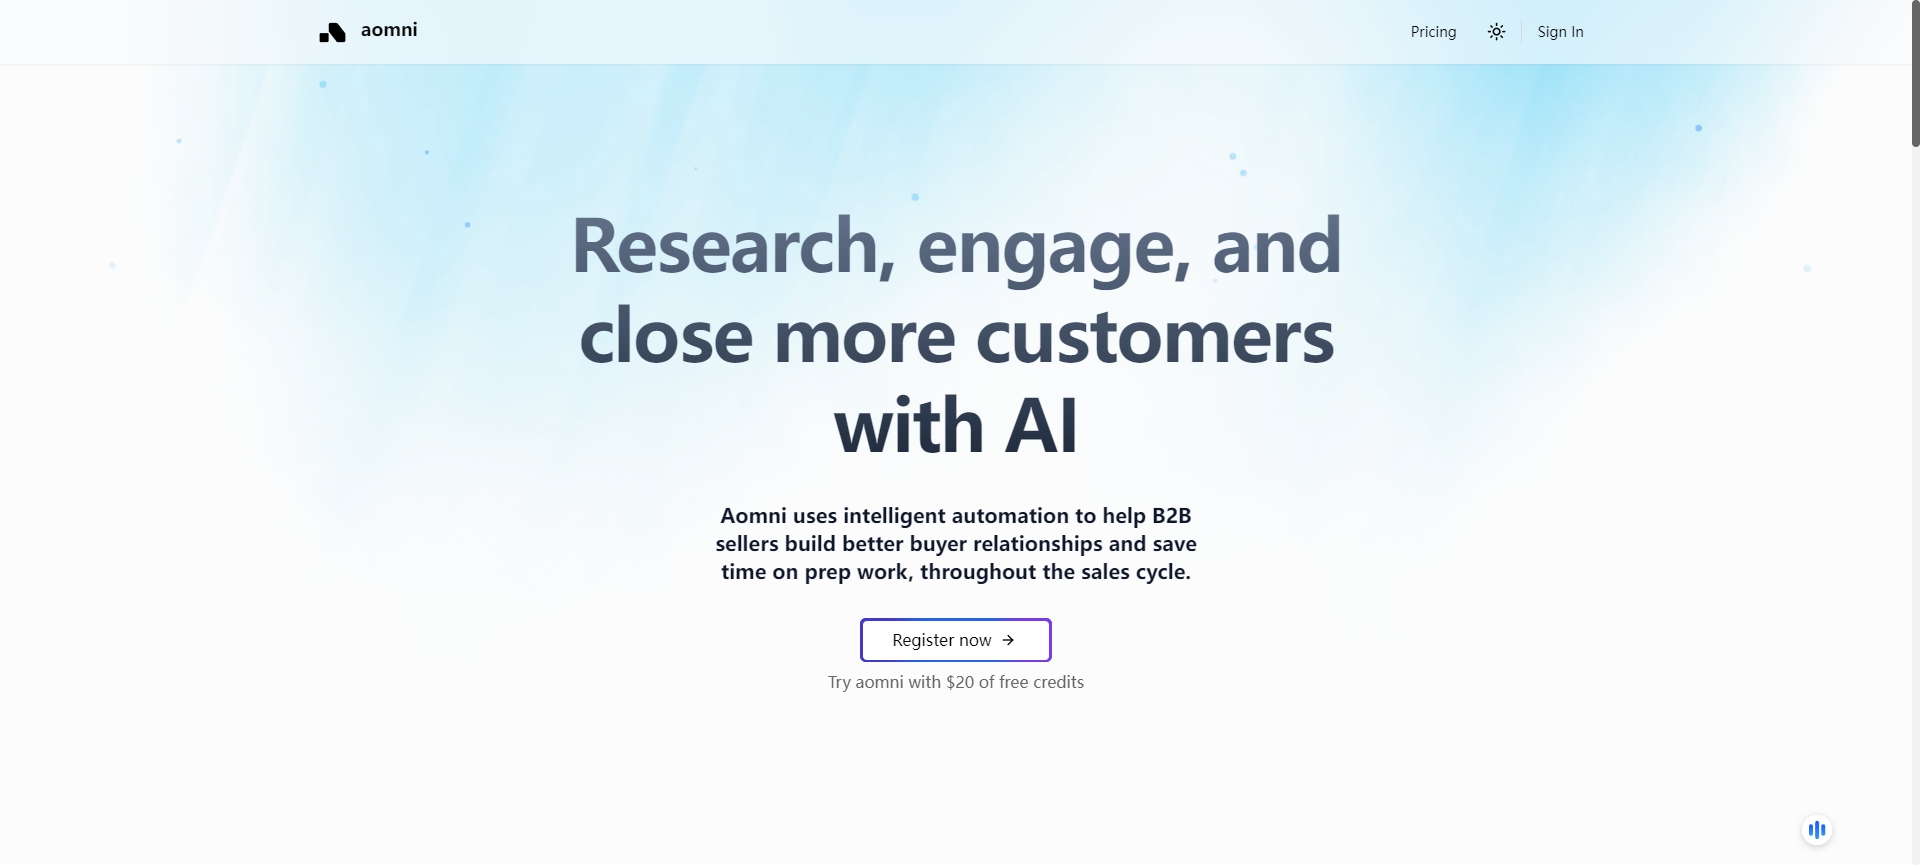 aomni
Pricing
Sign In
Research, engage, and
close more customers
with AI
Aomni uses intelligent automation to help B2B
sellers build better buyer relationships and save
time on prep work, throughout the sales cycle.
Register now →
Try aomni with $20 of free credits